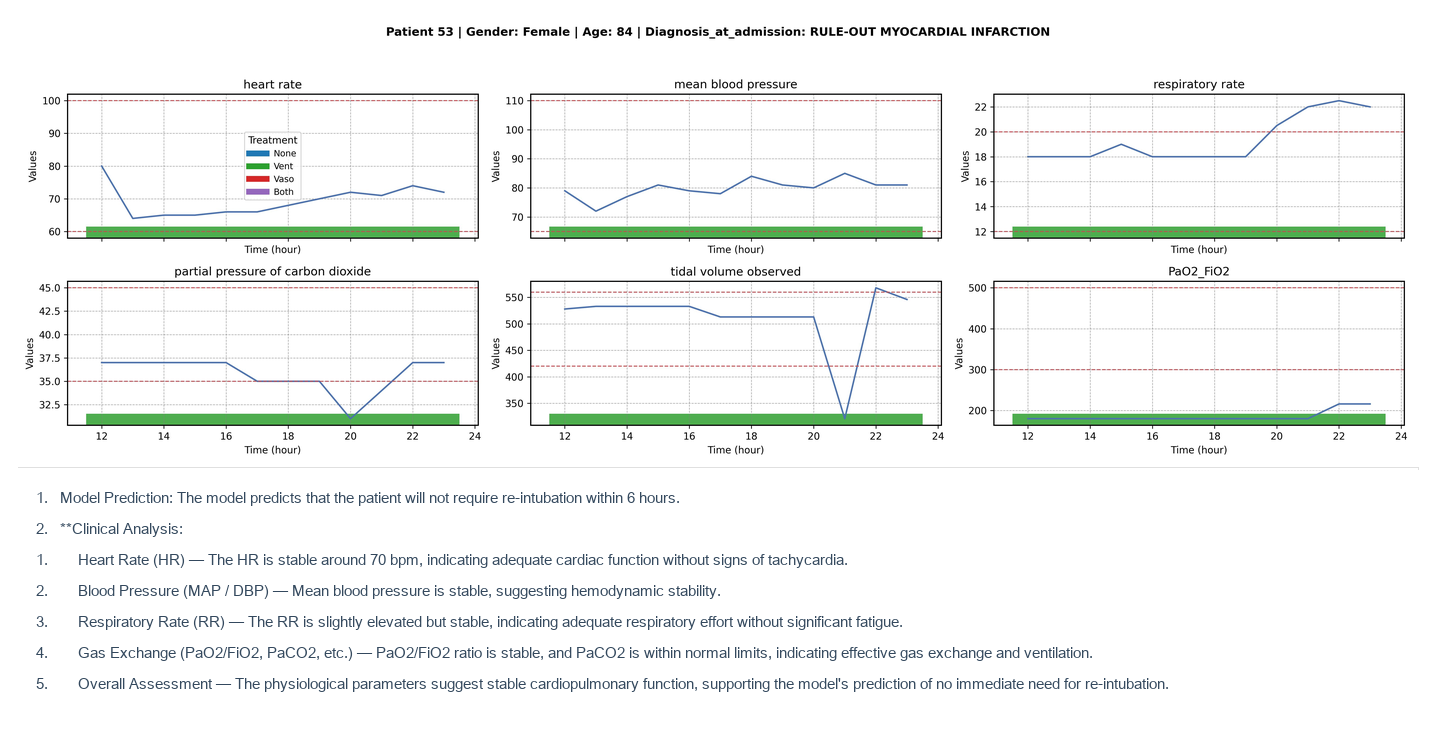 Patient 53 | Gender: Female | Age: 84 | Diagnosis_at_admission: RULE-OUT MYOCARDIAL INFARCTION
heart rate
100
90
80
70
60
Values
Treatment
None
Vent
Vaso
Both
Time (hour)
mean blood pressure
110
100
90
80
70
Values
Time (hour)
respiratory rate
22
20
18
16
14
12
Values
Time (hour)
partial pressure of carbon dioxide
45.0
42.5
40.0
37.5
35.0
32.5
Values
12 14 16 18 20 22 24
Time (hour)
tidal volume observed
550
500
450
400
350
Values
12 14 16 18 20 22 24
Time (hour)
PaO2_FiO2
500
400
300
200
Values
12 14 16 18 20 22 24
Time (hour)
1. Model Prediction: The model predicts that the patient will not require re-intubation within 6 hours.
2. **Clinical Analysis:
1. Heart Rate (HR) — The HR is stable around 70 bpm, indicating adequate cardiac function without signs of tachycardia.
2. Blood Pressure (MAP / DBP) — Mean blood pressure is stable, suggesting hemodynamic stability.
3. Respiratory Rate (RR) — The RR is slightly elevated but stable, indicating adequate respiratory effort without significant fatigue.
4. Gas Exchange (PaO2/FiO2, PaCO2, etc.) — PaO2/FiO2 ratio is stable, and PaCO2 is within normal limits, indicating effective gas exchange and ventilation.
5. Overall Assessment — The physiological parameters suggest stable cardiopulmonary function, supporting the model's prediction of no immediate need for re-intubation.